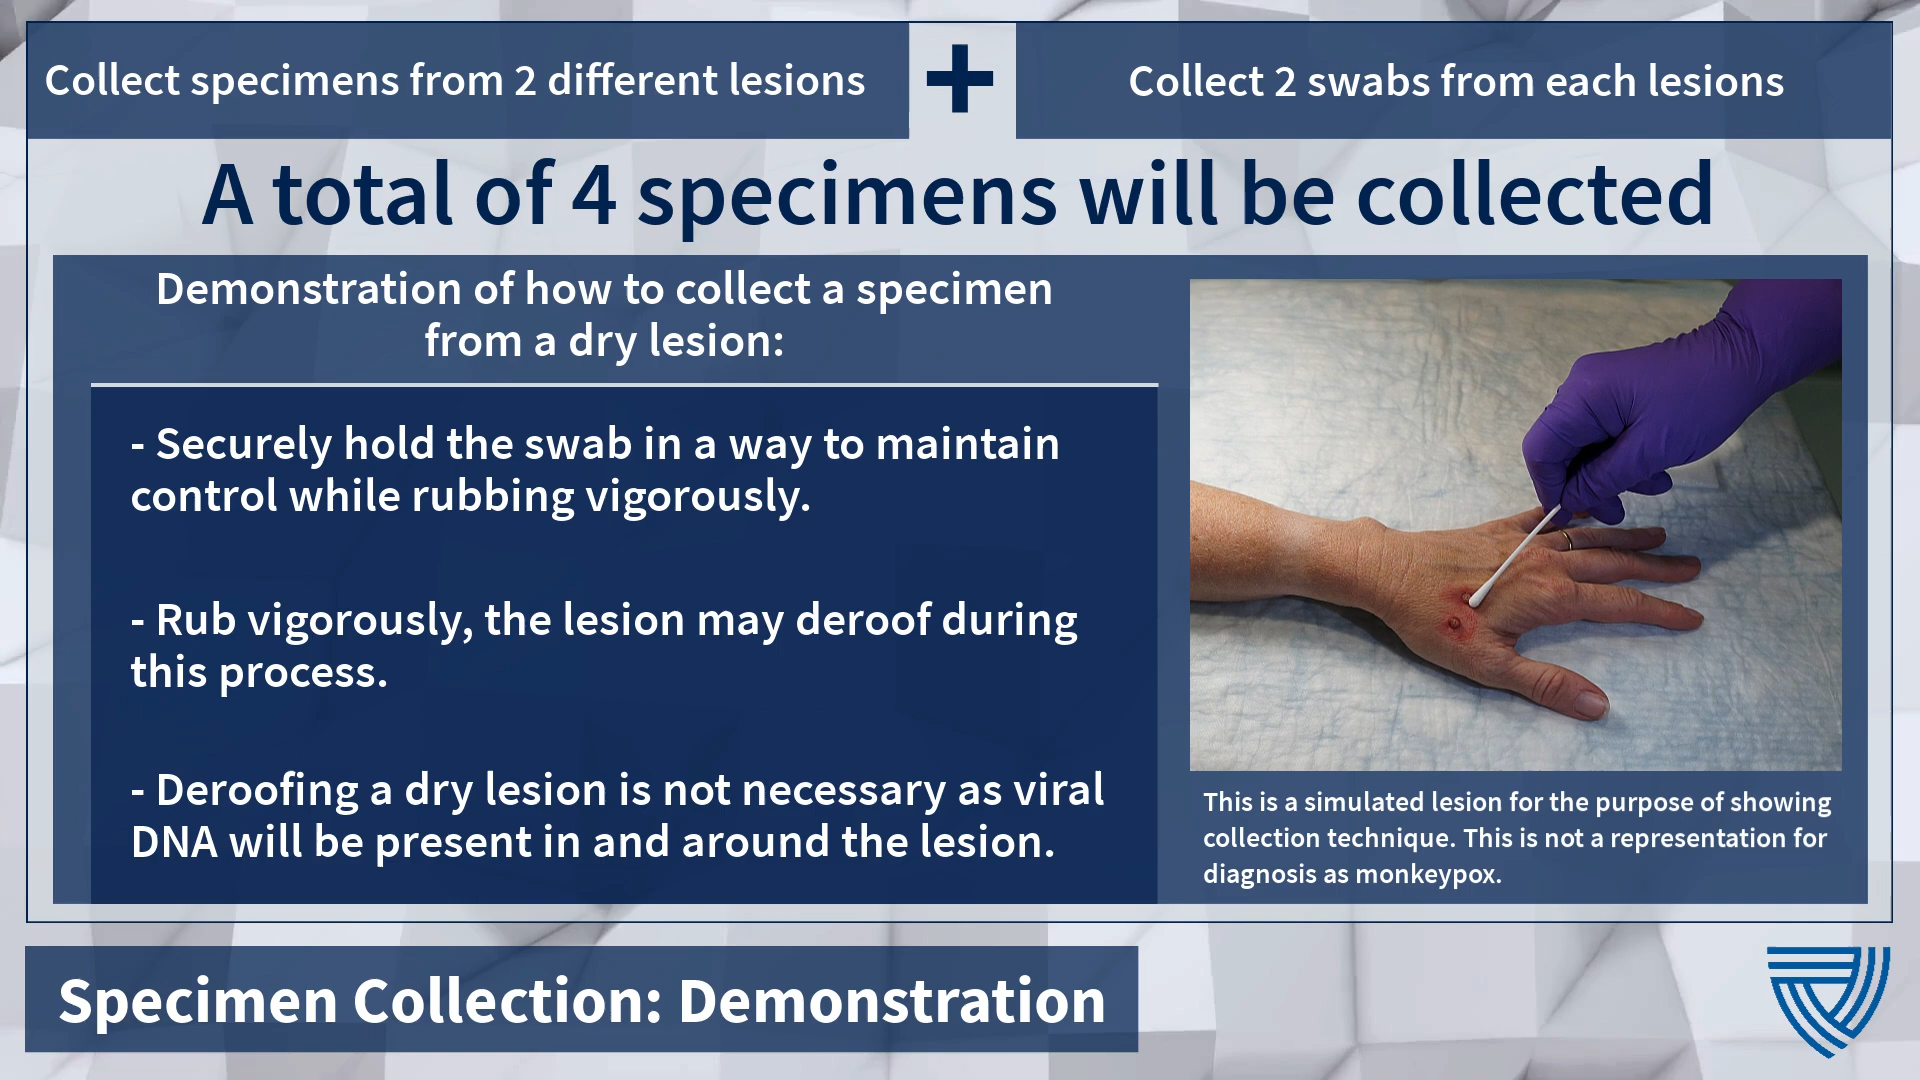 Collect specimens from 2 different lesions
+
Collect 2 swabs from each lesions
A total of 4 specimens will be collected
Demonstration of how to collect a specimen
from a dry lesion:
- Securely hold the swab in a way to maintain
control while rubbing vigorously.
- Rub vigorously, the lesion may deroof during
this process.
- Deroofing a dry lesion is not necessary as viral
DNA will be present in and around the lesion.
This is a simulated lesion for the purpose of showing
collection technique. This is not a representation for
diagnosis as monkeypox.
Specimen Collection: Demonstration